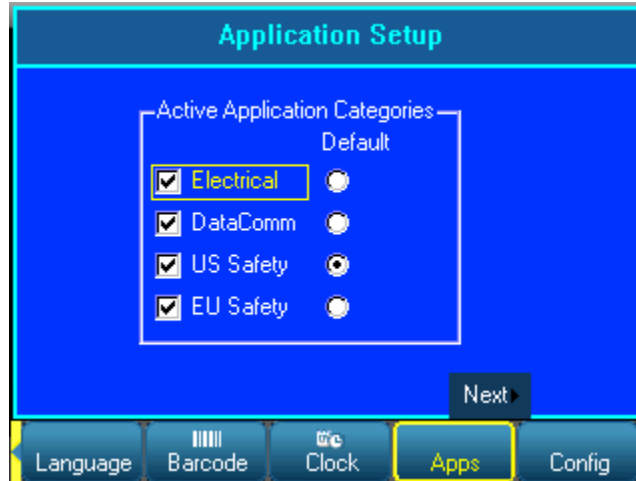 Application Setup
Active Application Categories
Default
Electrical
DataComm
US Safety
EU Safety
Next
Language Barcode Clock Apps Config